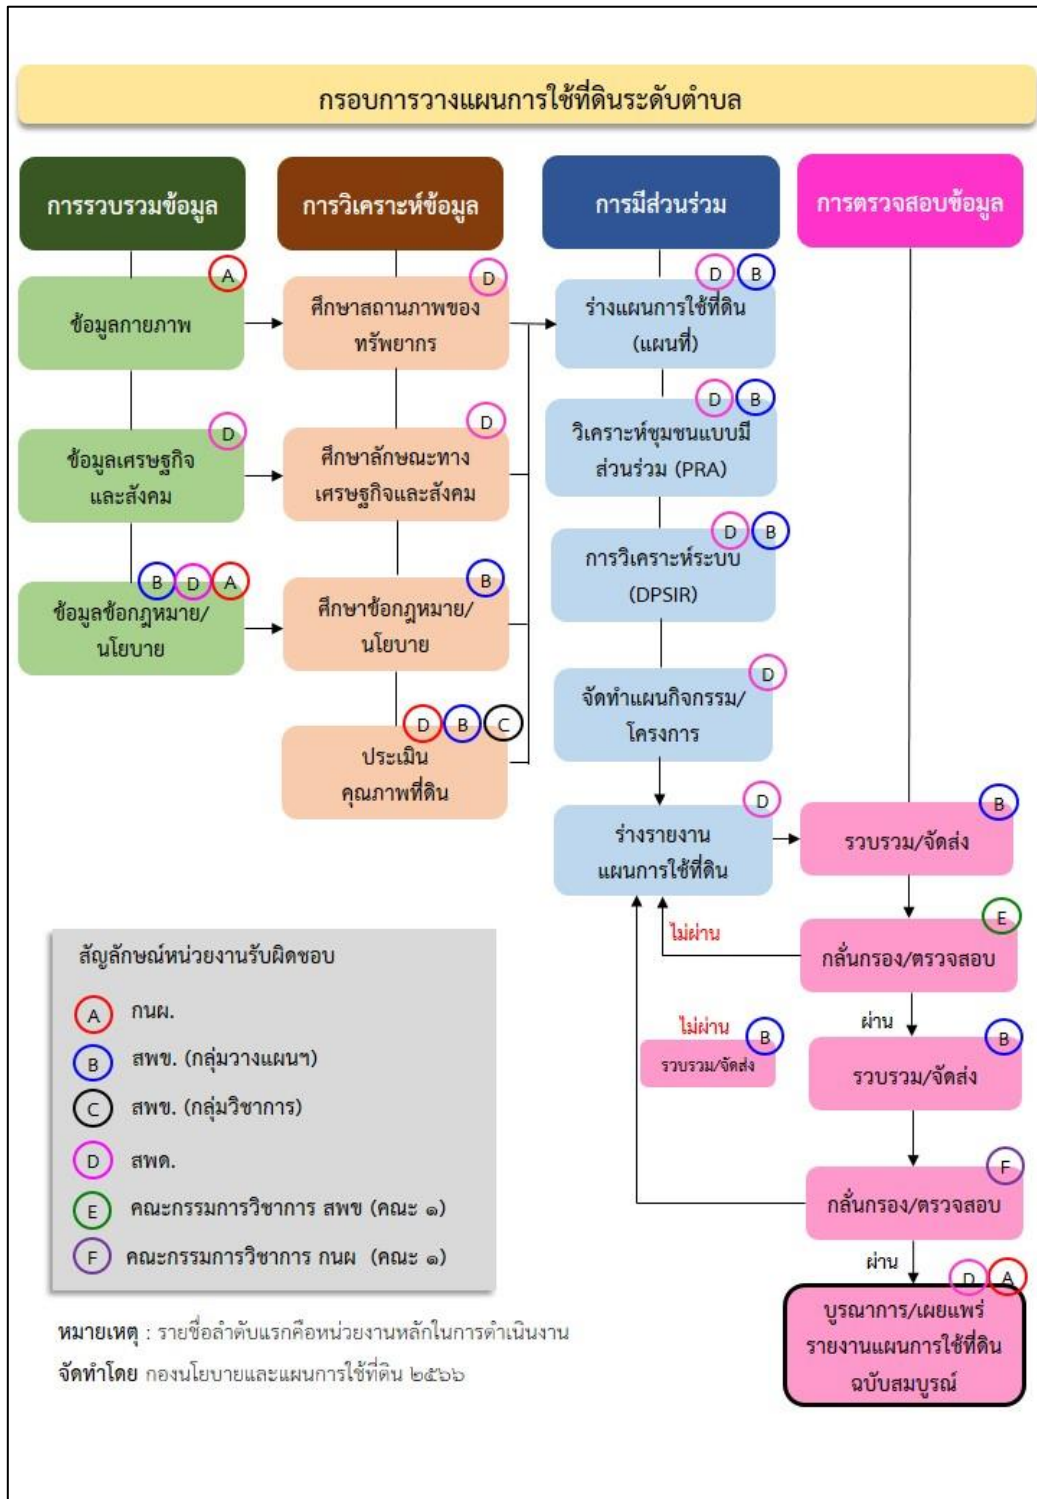 กรอบการวางแผนการใช้ที่ดินระดับตำบล
การรวบรวมข้อมูล
A
ข้อมูลกายภาพ
D
ข้อมูลเศรษฐกิจ
และสังคม
B D A
ข้อมูลข้อกฎหมาย/
นโยบาย
การวิเคราะห์ข้อมูล
D
ศึกษาสถานภาพของ
ทรัพยากร
D
ศึกษาลักษณะทาง
เศรษฐกิจและสังคม
B
ศึกษาข้อกฎหมาย/
นโยบาย
D B C
ประเมิน
คุณภาพที่ดิน
การมีส่วนร่วม
D B
ร่างแผนการใช้ที่ดิน
(แผนที่)
D B
วิเคราะห์ชุมชนแบบมี
ส่วนร่วม (PRA)
D B
การวิเคราะห์ระบบ
(DPSIR)
D
จัดทำแผนกิจกรรม/
โครงการ
D
ร่างรายงาน
แผนการใช้ที่ดิน
การตรวจสอบข้อมูล
B
รวบรวม/จัดส่ง
E
กลั่นกรอง/ตรวจสอบ
ไม่ผ่าน
ผ่าน
B
รวบรวม/จัดส่ง
ไม่ผ่าน
B
รวบรวม/จัดส่ง
F
กลั่นกรอง/ตรวจสอบ
ผ่าน
D A
บูรณาการ/เผยแพร่
รายงานแผนการใช้ที่ดิน
ฉบับสมบูรณ์
สัญลักษณ์หน่วยงานรับผิดชอบ
A กนผ.
B สพข. (กลุ่มวางแผนฯ)
C สพข. (กลุ่มวิชาการ)
D สพด.
E คณะกรรมการวิชาการ สพข (คณะ ๑)
F คณะกรรมการวิชาการ กนผ (คณะ ๑)
หมายเหตุ : รายชื่อลำดับแรกคือหน่วยงานหลักในการดำเนินงาน
จัดทำโดย กองนโยบายและแผนการใช้ที่ดิน ๒๕๖๖